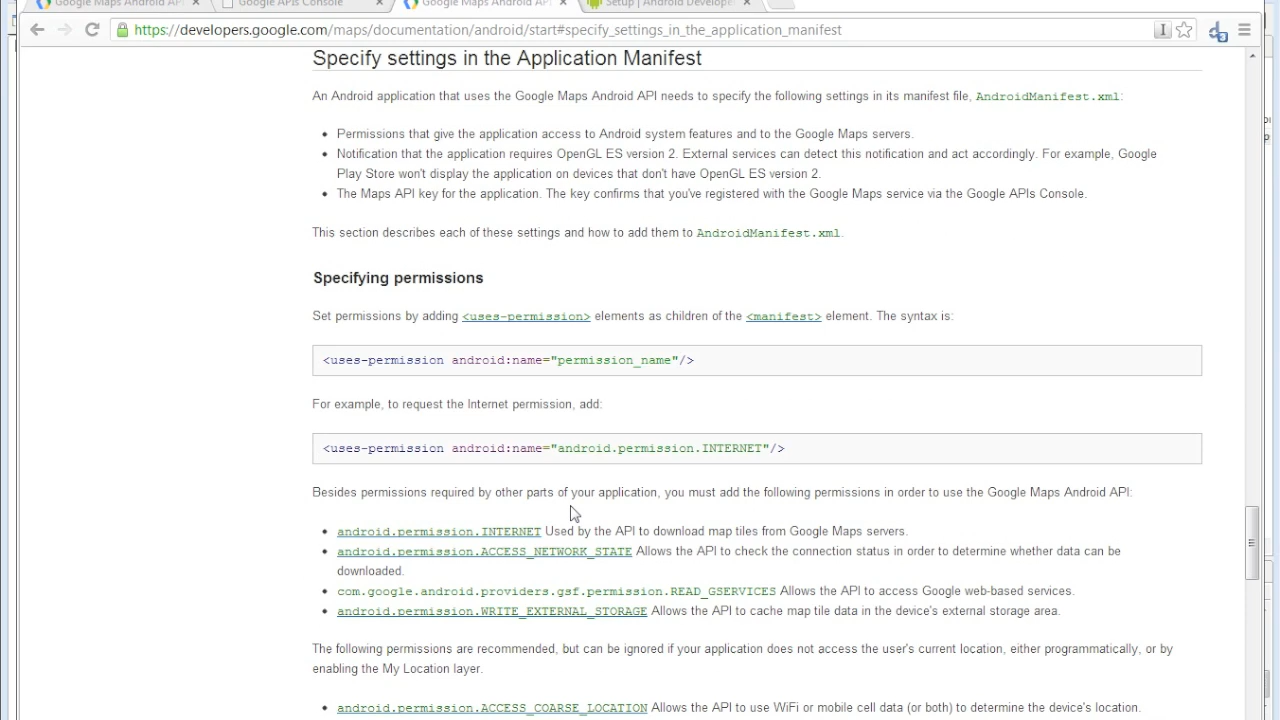 Google Maps Android API
Google APIs Console
Google Maps Android AP
Setup | Android Develope
https://developers.google.com/maps/documentation/android/start#specify_settings_in_the_application_manifest
Specify settings in the Application Manifest
An Android application that uses the Google Maps Android API needs to specify the following settings in its manifest file, AndroidManifest.xml:
• Permissions that give the application access to Android system features and to the Google Maps servers.
• Notification that the application requires OpenGL ES version 2. External services can detect this notification and act accordingly. For example, Google
Play Store won't display the application on devices that don't have OpenGL ES version 2.
• The Maps API key for the application. The key confirms that you've registered with the Google Maps service via the Google APIs Console.
This section describes each of these settings and how to add them to AndroidManifest.xml.
Specifying permissions
Set permissions by adding <uses-permission> elements as children of the <manifest> element. The syntax is:
<uses-permission android:name="permission_name"/>
For example, to request the Internet permission, add:
<uses-permission android:name="android.permission.INTERNET"/>
Besides permissions required by other parts of your application, you must add the following permissions in order to use the Google Maps Android API:
• android.permission.INTERNET Used by the API to download map tiles from Google Maps servers.
• android.permission.ACCESS_NETWORK_STATE Allows the API to check the connection status in order to determine whether data can be
downloaded.
• com.google.android.providers.gsf.permission.READ_GSERVICES Allows the API to access Google web-based services.
• android.permission.WRITE_EXTERNAL_STORAGE Allows the API to cache map tile data in the device's external storage area.
The following permissions are recommended, but can be ignored if your application does not access the user's current location, either programmatically, or by
enabling the My Location layer.
• android.permission.ACCESS_COARSE_LOCATION Allows the API to use WiFi or mobile cell data (or both) to determine the device's location.